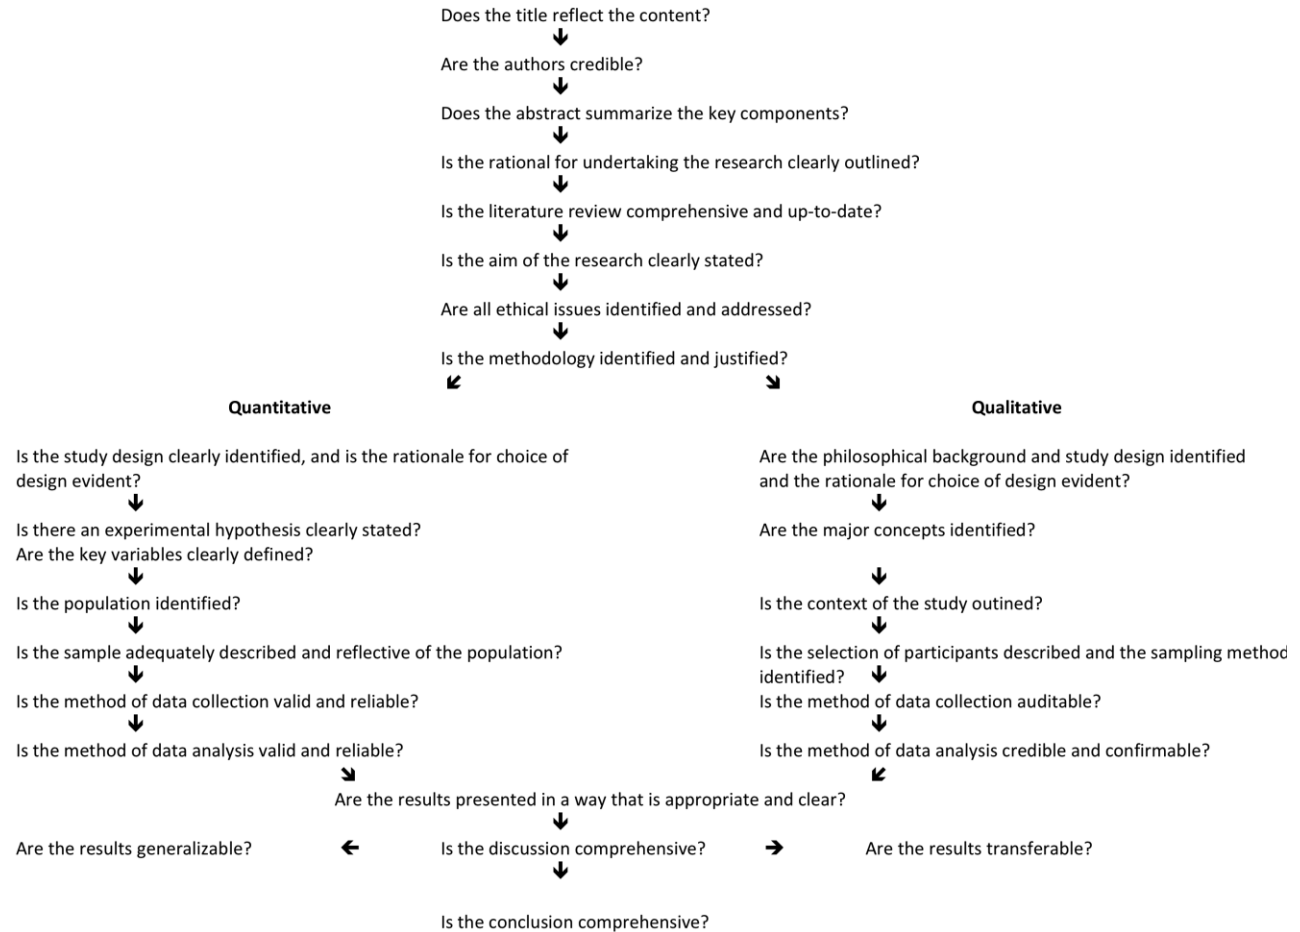 Does the title reflect the content?
Are the authors credible?
Does the abstract summarize the key components?
Is the rational for undertaking the research clearly outlined?
Is the literature review comprehensive and up-to-date?
Is the aim of the research clearly stated?
Are all ethical issues identified and addressed?
Is the methodology identified and justified?
Quantitative
Is the study design clearly identified, and is the rationale for choice of
design evident?
Is there an experimental hypothesis clearly stated?
Are the key variables clearly defined?
Is the population identified?
Is the sample adequately described and reflective of the population?
Is the method of data collection valid and reliable?
Is the method of data analysis valid and reliable?
Qualitative
Are the philosophical background and study design identified
and the rationale for choice of design evident?
Are the major concepts identified?
Is the context of the study outined?
Is the selection of participants described and the sampling method
identified?
Is the method of data collection auditable?
Is the method of data analysis credible and confirmable?
Are the results presented in a way that is appropriate and clear?
Are the results generalizable?
Is the discussion comprehensive?
Are the results transferable?
Is the conclusion comprehensive?